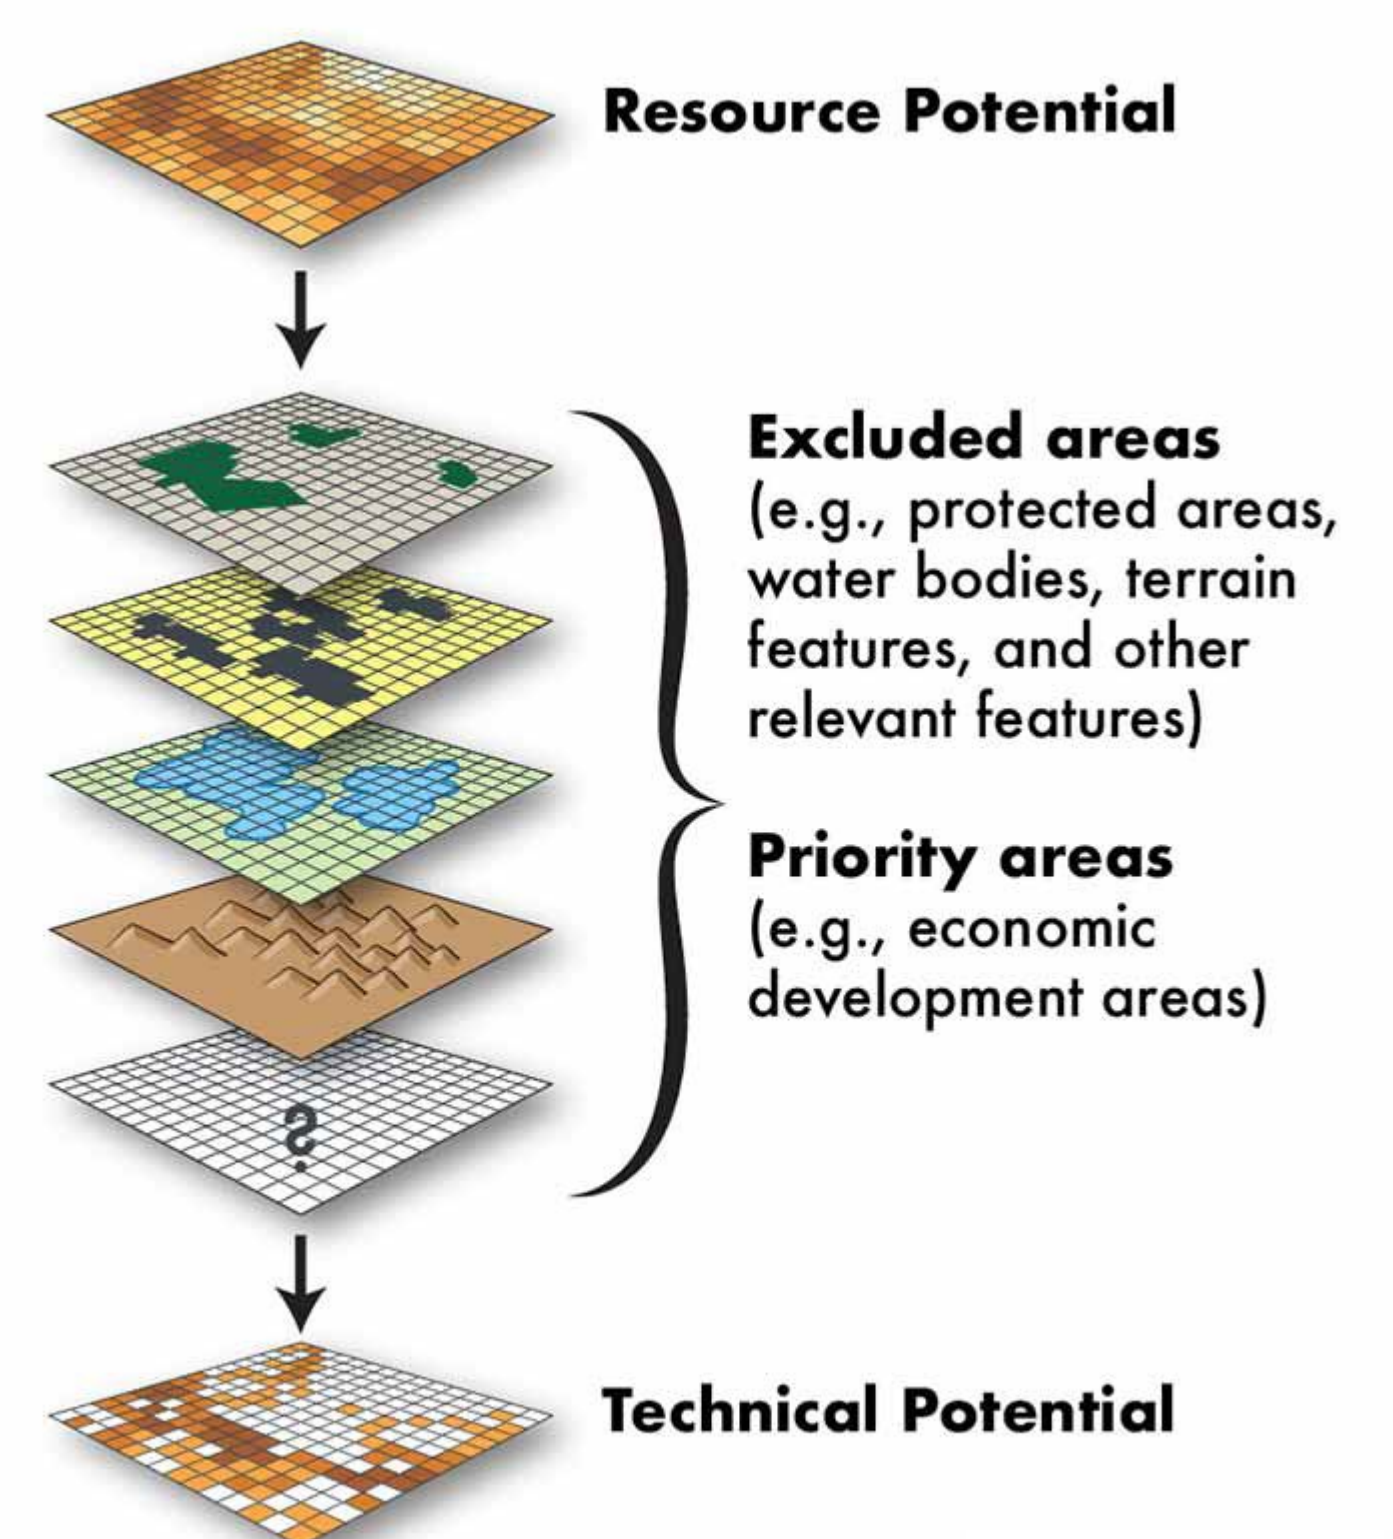 Resource Potential
Excluded areas
(e.g., protected areas,
water bodies, terrain
features, and other
relevant features)
Priority areas
(e.g., economic
development areas)
?
Technical Potential